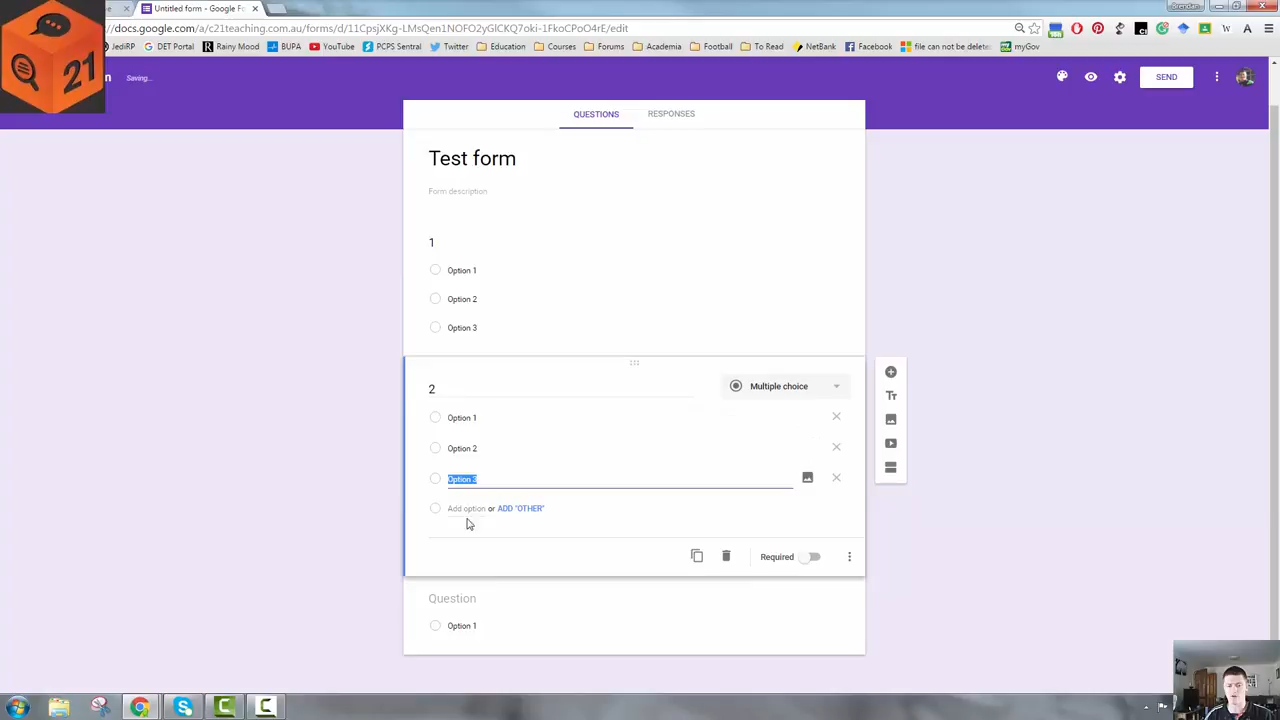 Untitled form - Google Fo
docs.google.com/a/c21teaching.com.au/forms/d/11CpsjXKg-LMsQen1NOFO2yGlCKQ7oki-1FkoCPoO4rE/edit
Brendan
JediRP
DET Portal
Rainy Mood
BUPA
YouTube
PCPS Sentral
Twitter
Education
Courses
Forums
Academia
Football
To Read
NetBank
Facebook
file can not be delete
myGov
21
Saving...
SEND
QUESTIONS
RESPONSES
Test form
Form description
1
Option 1
Option 2
Option 3
2
Multiple choice
Option 1
Option 2
Option 3
Add option or ADD "OTHER"
Required
Question
Option 1